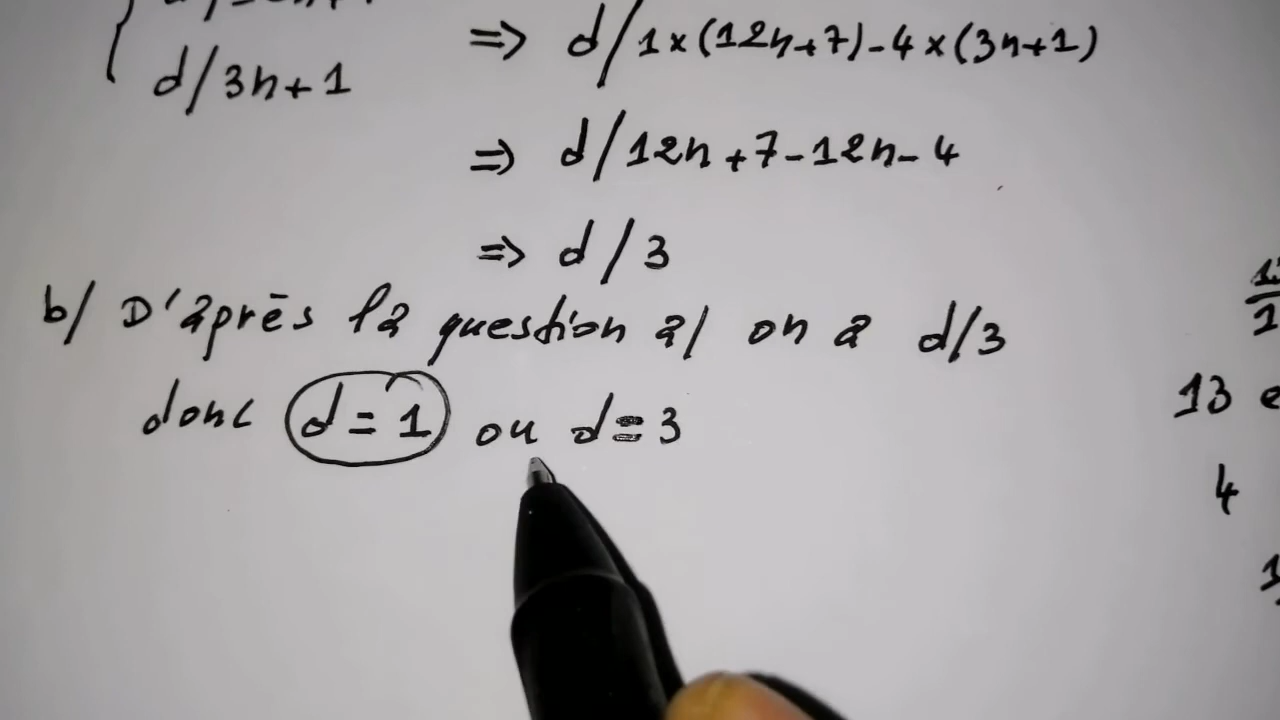 d/3n+1
=> d/1×(12n+7)-4×(3n+1)
=> d/12n+7-12n-4
=> d/3
b/ D'après la question a/ on a d/3
donc d=1 ou d=3
13
4